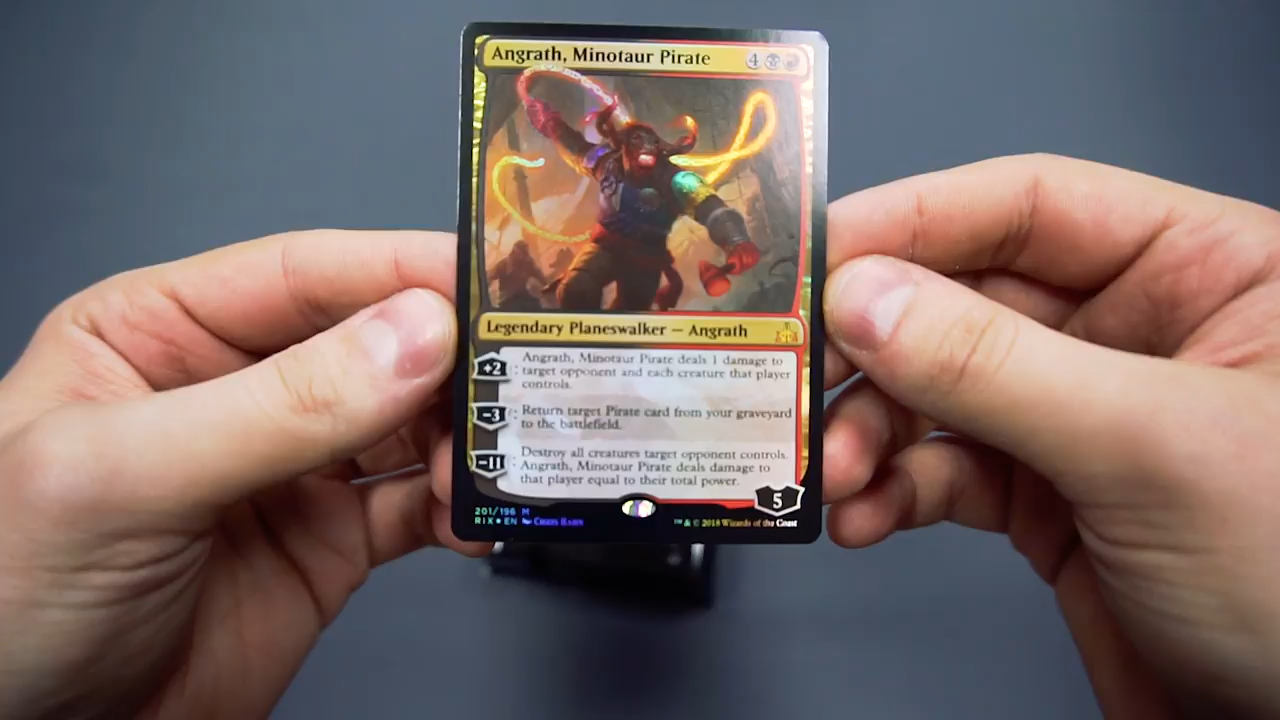 Angrath, Minotaur Pirate 4
Legendary Planeswalker — Angrath
+2 : Angrath, Minotaur Pirate deals 1 damage to
target opponent and each creature that player
controls.
-3 : Return target Pirate card from your graveyard
to the battlefield.
Destroy all creatures target opponent controls.
-11 : Angrath, Minotaur Pirate deals damage to
that player equal to their total power.
5
201/196 M
RIX ★ EN Chris Rahn
™ & © 2018 Wizards of the Coast